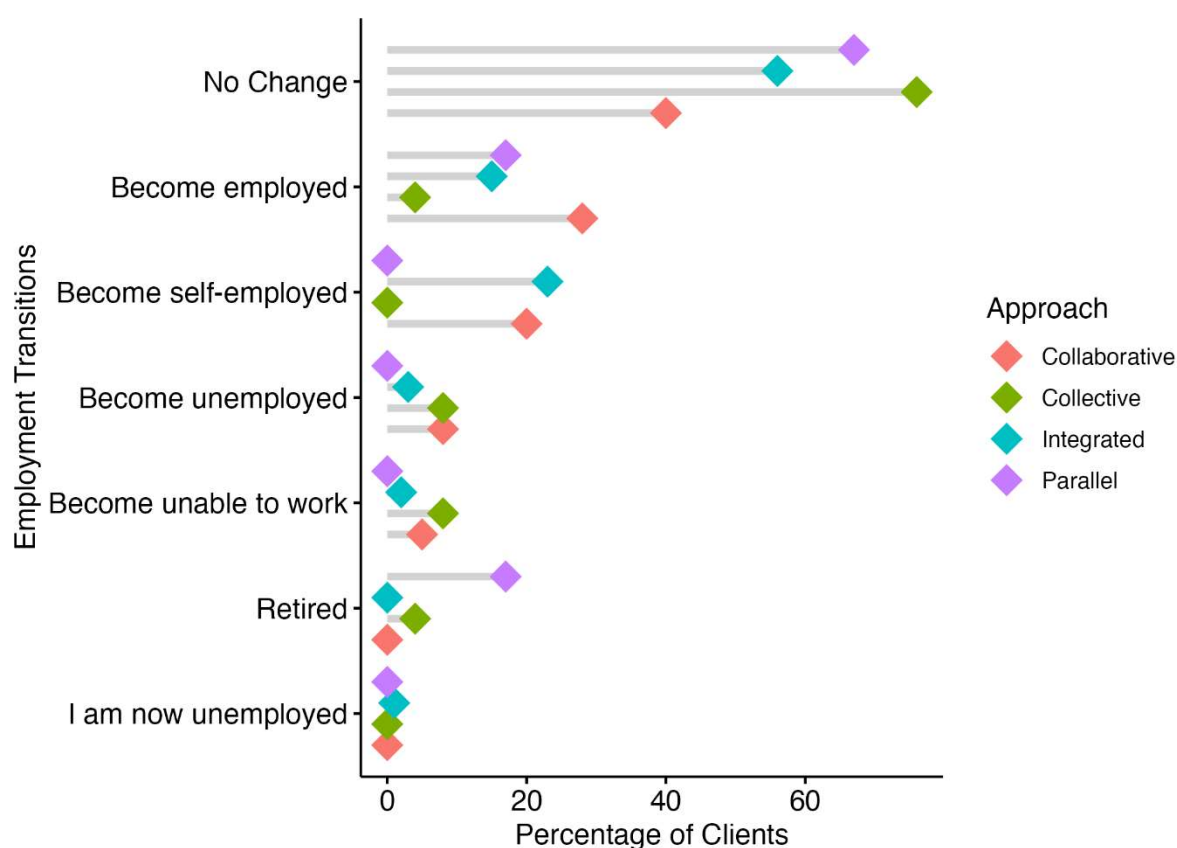 No Change
Become employed
Become self-employed
Become unemployed
Become unable to work
Retired
I am now unemployed
Employment Transitions
0 20 40 60
Percentage of Clients
Approach
Collaborative
Collective
Integrated
Parallel